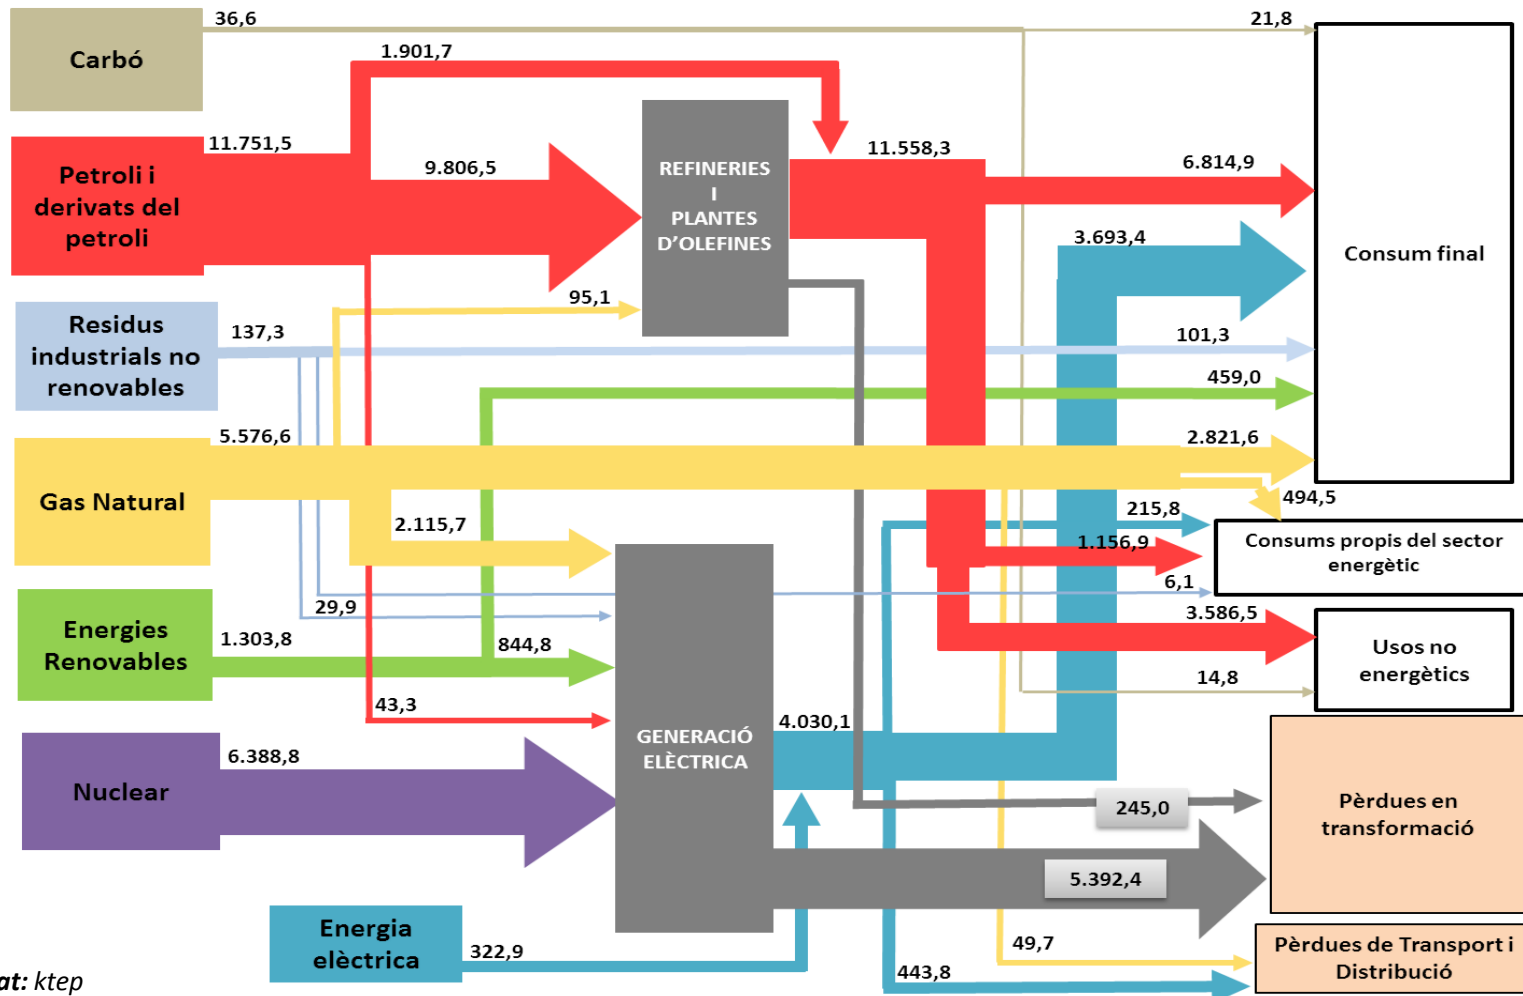 36,6
21,8
Carbó
1.901,7
11.751,5
Petroli i
derivats del
petroli
9.806,5
REFINERIES
I
PLANTES
D'OLEFINES
11.558,3
6.814,9
3.693,4
Consum final
95,1
Residus
industrials no
renovables
137,3
101,3
459,0
5.576,6
2.821,6
Gas Natural
2.115,7
494,5
215,8
1.156,9
Consums propis del sector
energètic
6,1
29,9
Energies
Renovables
1.303,8
844,8
3.586,5
Usos no
energètics
14,8
43,3
4.030,1
GENERACIÓ
ELÈCTRICA
6.388,8
Nuclear
245,0
Pèrdues en
transformació
5.392,4
Energia
elèctrica
322,9
49,7
443,8
Pèrdues de Transport i
Distribució
at: ktep